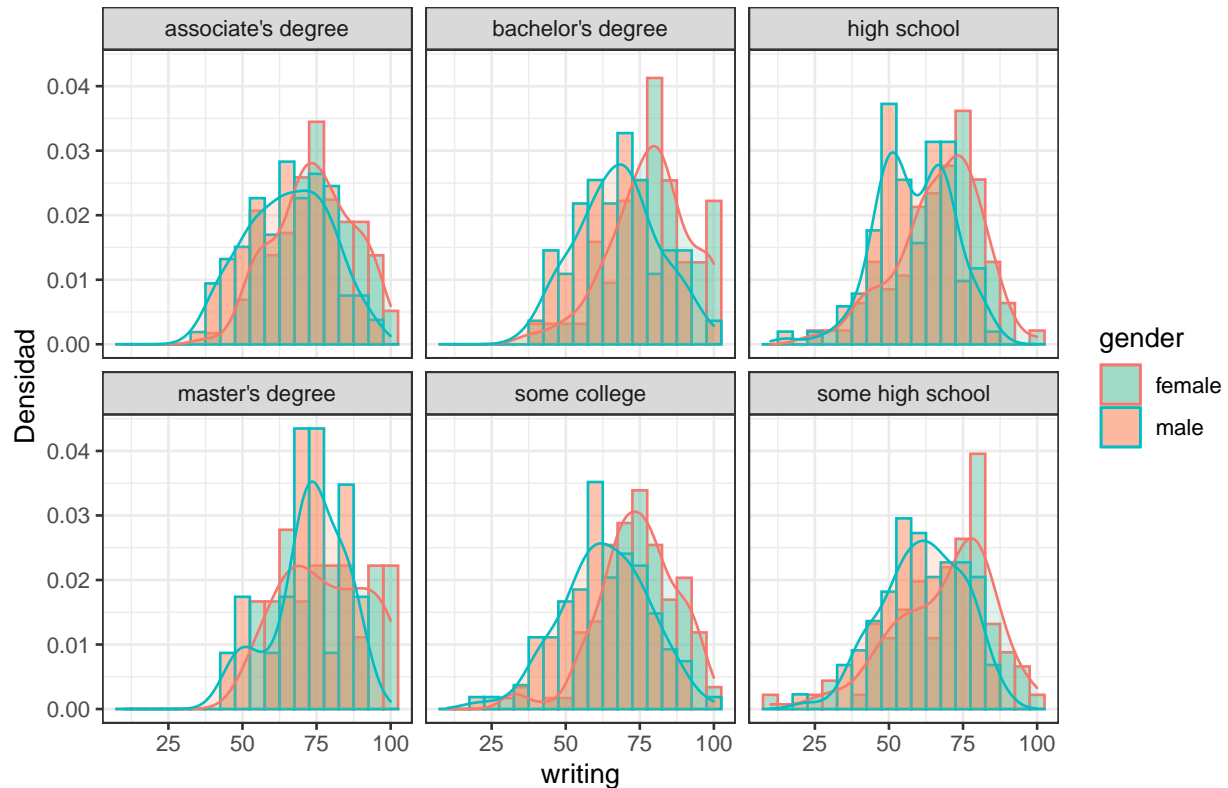 associate's degree bachelor's degree high school
0.04
0.03
0.02
0.01
0.00
master's degree some college some high school
0.04
0.03
0.02
0.01
0.00
25 50 75 100 25 50 75 100 25 50 75 100
writing
Densidad
gender
female
male